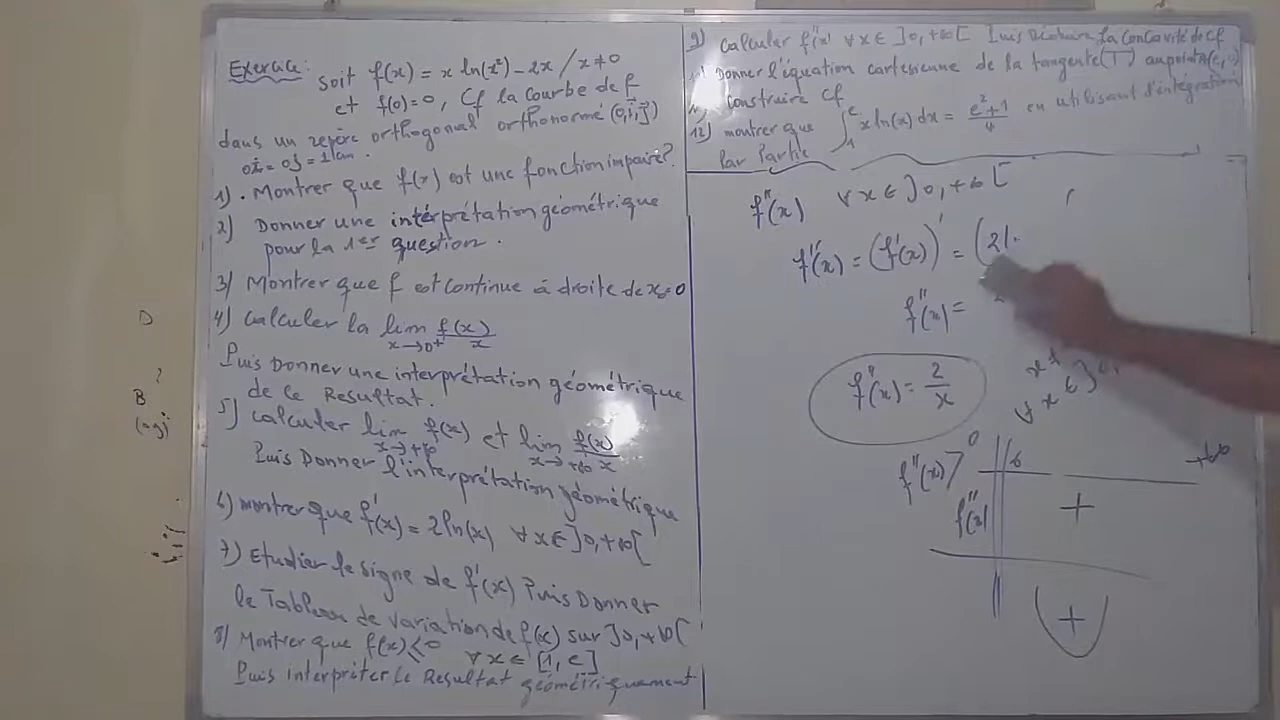 Exercice:
soit f(x) = x ln(x²) - 2x / x ≠ 0
et f(0) = 0, Cf la courbe de f
dans un repère orthogonal orthonormé (0,i,j)
oi = oj = 1cm.
1) . Montrer que f(x) est une fonction impaire?
2) Donner une intérprétation géométrique
pour la 1er question.
3) Montrer que f est continue à droite de x₀=0
4) calculer la lim f(x)/x
x→0⁺
Puis Donner une interprétation géométrique
de ce Resultat.
5) calculer lim f(x) et lim f(x)/x
x→+∞ x→+∞
Puis Donner l'interprétation géométrique
6) montrer que f'(x) = 2ln(x) ∀x∈]0,+∞[
7) Etudier le signe de f'(x) Puis Donner
le Tableau de variation de f(x) sur ]0,+∞[
8) Montrer que f(x) ≤ 0 ∀x∈[1,e]
Puis interpréter le Resultat géométriquement
9) calculer f"(x) ∀x∈]0,+∞[ Puis la concavité de Cf
Donner l'équation cartesienne de la tangente (T) au point A(e,0)
construire Cf
12) montrer que ∫₁ᵉ x ln(x) dx = (e²+1)/4 en utilisant d'intégration
Par Partie
f"(x) ∀x∈]0,+∞[
f"(x) = (f'(x))' = (2l
f"(x) =
f"(x) = 2/x
∀x∈]0,
f"(x)>0
+∞
f"(x) +
+
D
?
B